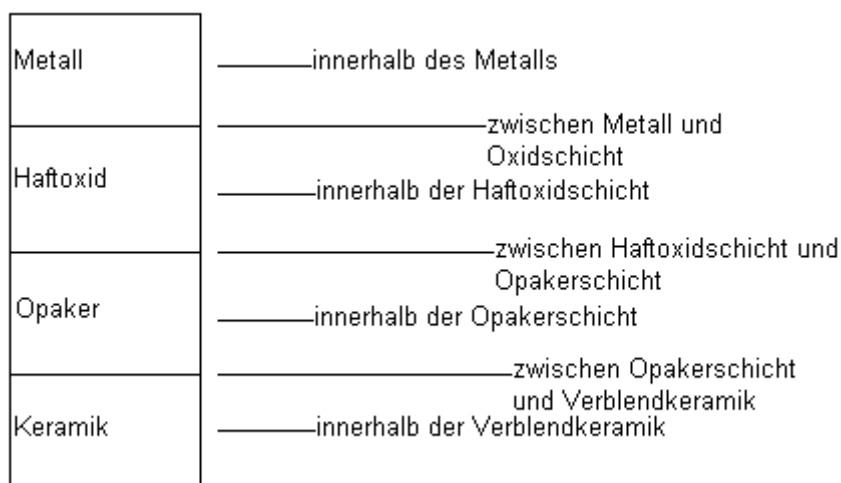 Metall
innerhalb des Metalls
zwischen Metall und
Oxidschicht
Haftoxid
innerhalb der Haftoxidschicht
zwischen Haftoxidschicht und
Opakerschicht
Opaker
innerhalb der Opakerschicht
zwischen Opakerschicht
und Verblendkeramik
Keramik
innerhalb der Verblendkeramik